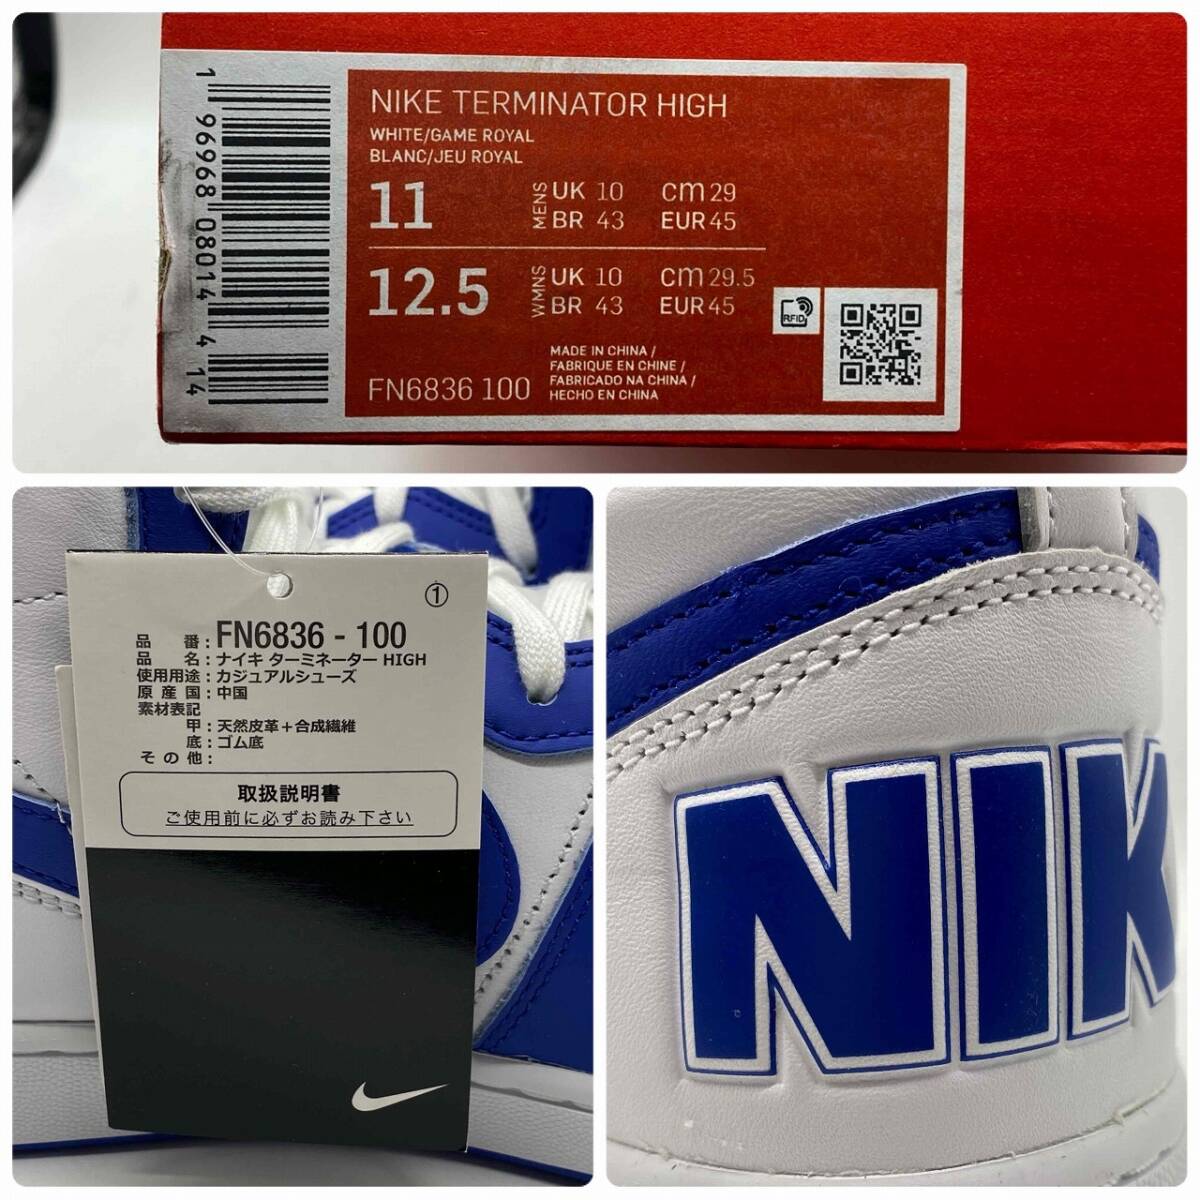 1 96968 08014 4 14
NIKE TERMINATOR HIGH
WHITE/GAME ROYAL
BLANC/JEU ROYAL
11 MENS UK 10 cm 29
BR 43 EUR 45
12.5 WMNS UK 10 cm 29.5
BR 43 EUR 45
RFID
MADE IN CHINA /
FABRIQUE EN CHINE /
FABRICADO NA CHINA /
HECHO EN CHINA
FN6836 100
①
品番：FN6836 - 100
品名：ナイキ ターミネーター HIGH
使用用途：カジュアルシューズ
原産国：中国
素材表記
甲：天然皮革＋合成繊維
底：ゴム底
その他：
取扱説明書
ご使用前に必ずお読み下さい
NIK